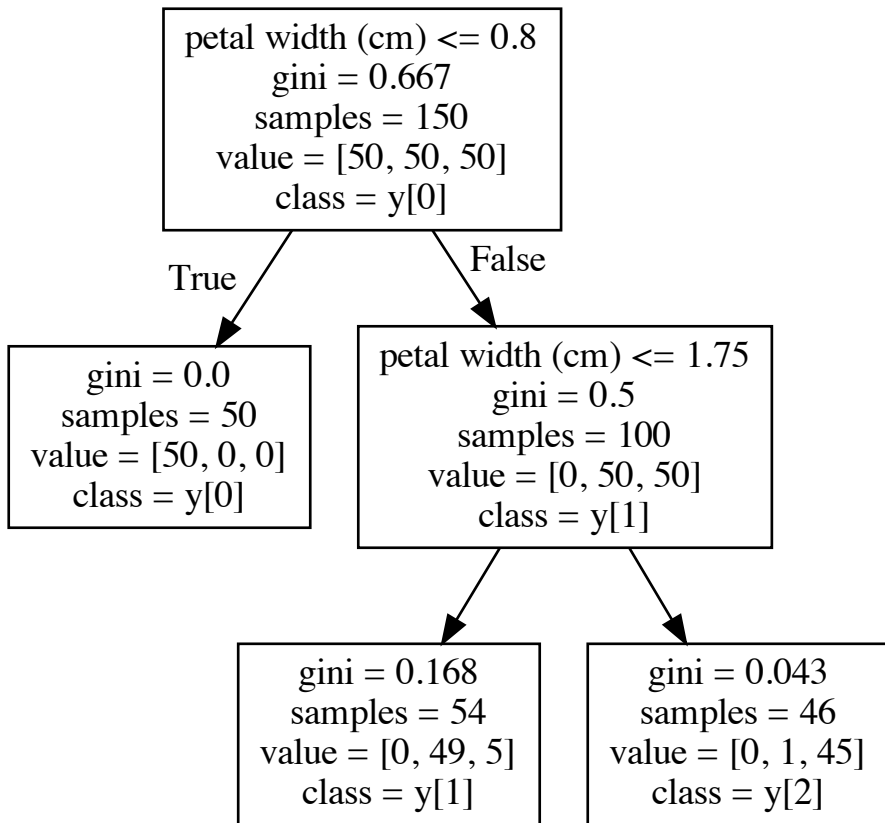 petal width (cm) <= 0.8
gini = 0.667
samples = 150
value = [50, 50, 50]
class = y[0]
True
False
gini = 0.0
samples = 50
value = [50, 0, 0]
class = y[0]
petal width (cm) <= 1.75
gini = 0.5
samples = 100
value = [0, 50, 50]
class = y[1]
gini = 0.168
samples = 54
value = [0, 49, 5]
class = y[1]
gini = 0.043
samples = 46
value = [0, 1, 45]
class = y[2]